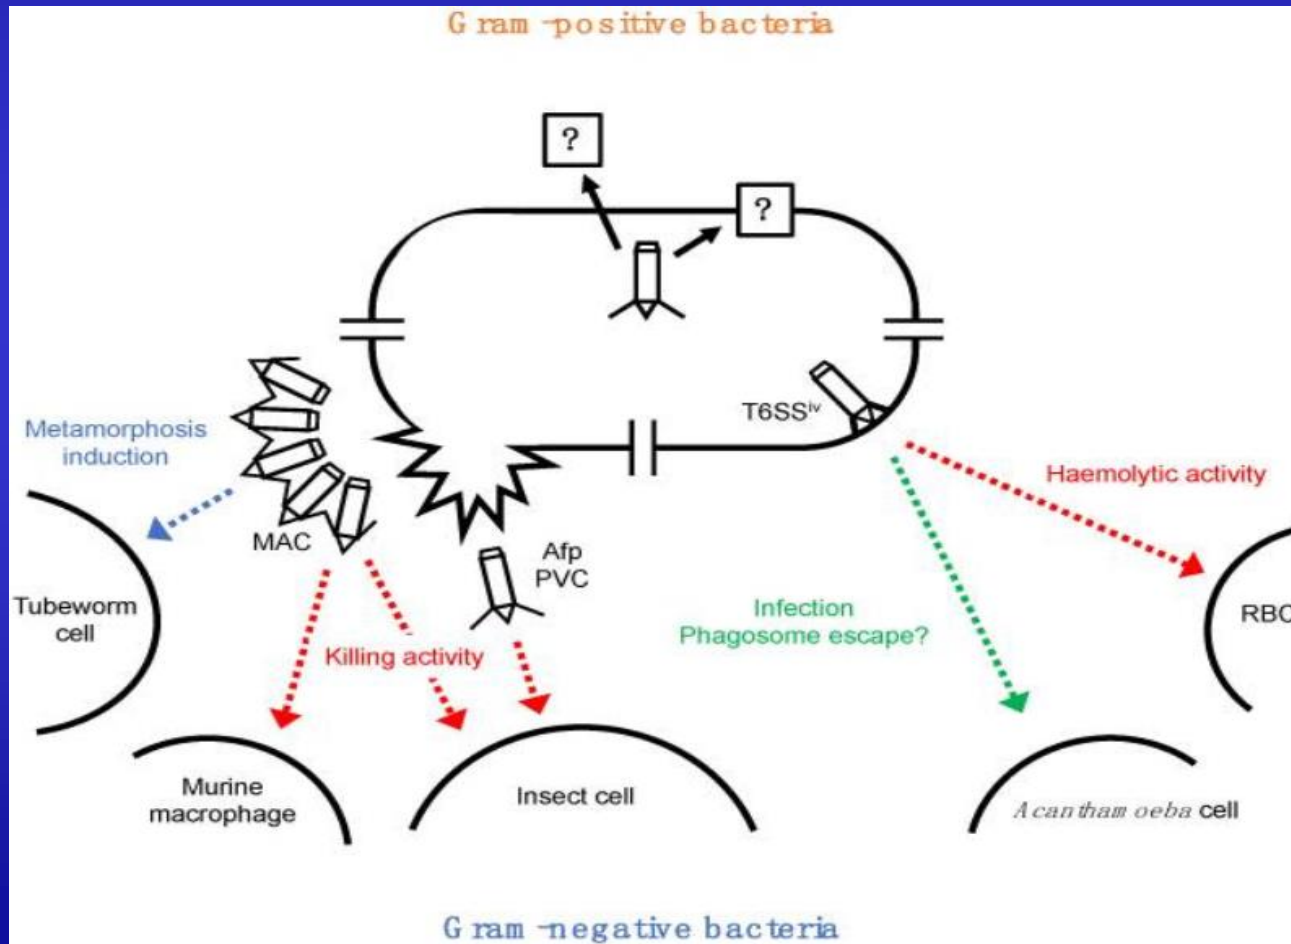 Gram-positive bacteria
?
?
T6SSiv
Metamorphosis
induction
MAC
Afp
PVC
Haemolytic activity
Tubeworm
cell
Infection
Phagosome escape?
RBC
Killing activity
Murine
macrophage
Insect cell
Acanthamoeba cell
Gram-negative bacteria